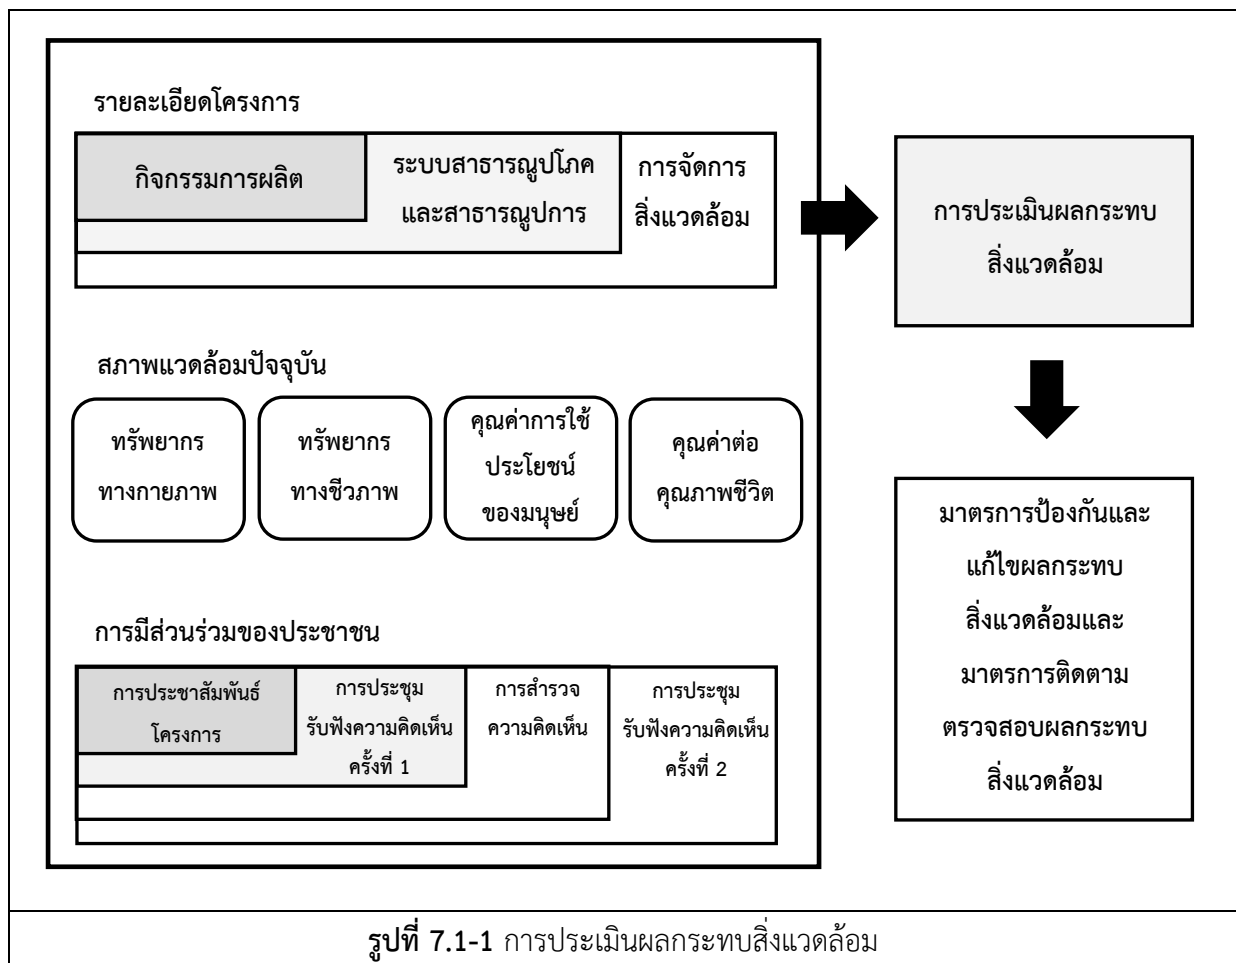 รายละเอียดโครงการ
กิจกรรมการผลิต
ระบบสาธารณูปโภค
และสาธารณูปการ
การจัดการ
สิ่งแวดล้อม
การประเมินผลกระทบ
สิ่งแวดล้อม
สภาพแวดล้อมปัจจุบัน
ทรัพยากร
ทางกายภาพ
ทรัพยากร
ทางชีวภาพ
คุณค่าการใช้
ประโยชน์
ของมนุษย์
คุณค่าต่อ
คุณภาพชีวิต
มาตรการป้องกันและ
แก้ไขผลกระทบ
สิ่งแวดล้อมและ
มาตรการติดตาม
ตรวจสอบผลกระทบ
สิ่งแวดล้อม
การมีส่วนร่วมของประชาชน
การประชาสัมพันธ์
โครงการ
การประชุม
รับฟังความคิดเห็น
ครั้งที่ 1
การสำรวจ
ความคิดเห็น
การประชุม
รับฟังความคิดเห็น
ครั้งที่ 2
รูปที่ 7.1-1 การประเมินผลกระทบสิ่งแวดล้อม